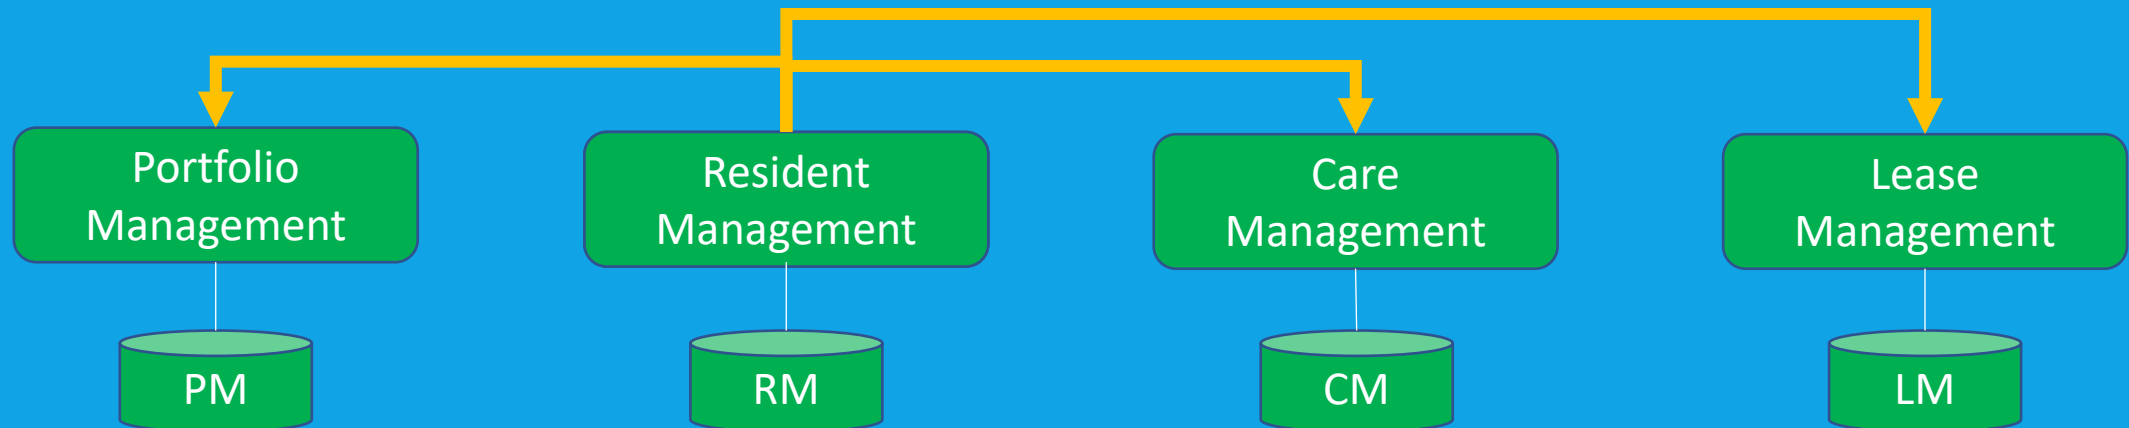 Portfolio
Management
Resident
Management
Care
Management
Lease
Management
PM
RM
CM
LM